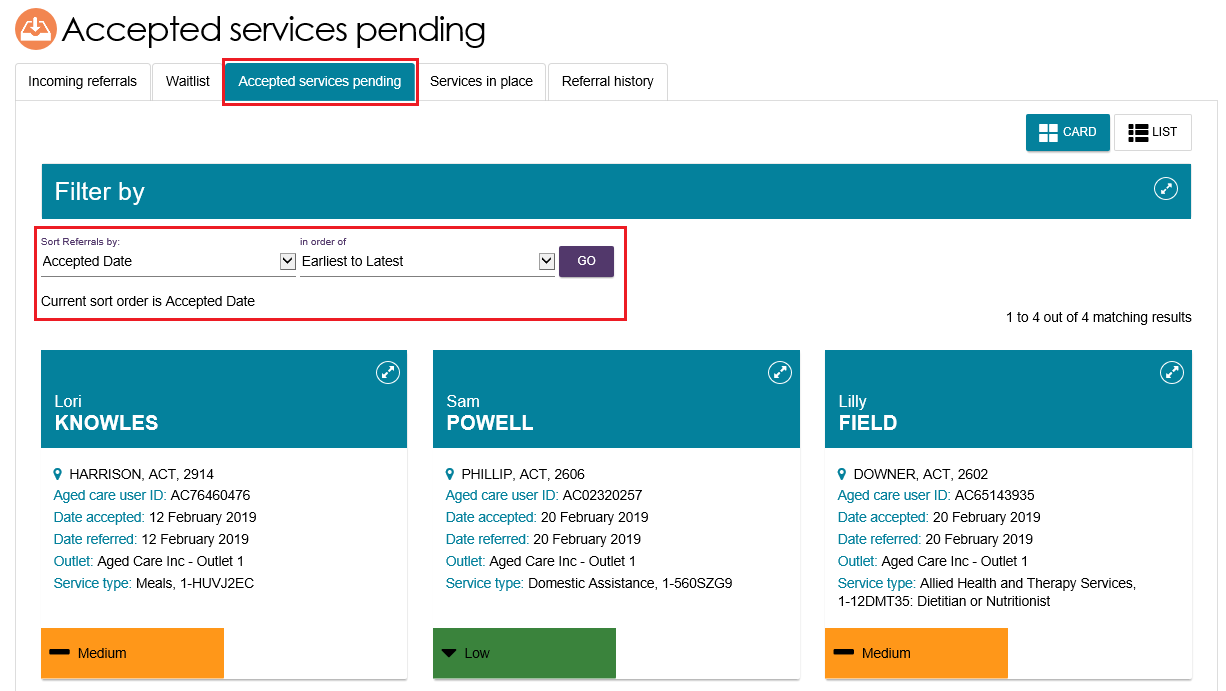 Accepted services pending
Incoming referrals Waitlist Accepted services pending Services in place Referral history
CARD LIST
Filter by
Sort Referrals by: in order of
Accepted Date Earliest to Latest GO
Current sort order is Accepted Date
1 to 4 out of 4 matching results
Lori
KNOWLES
HARRISON, ACT, 2914
Aged care user ID: AC76460476
Date accepted: 12 February 2019
Date referred: 12 February 2019
Outlet: Aged Care Inc - Outlet 1
Service type: Meals, 1-HUVJ2EC
Medium
Sam
POWELL
PHILLIP, ACT, 2606
Aged care user ID: AC02320257
Date accepted: 20 February 2019
Date referred: 20 February 2019
Outlet: Aged Care Inc - Outlet 1
Service type: Domestic Assistance, 1-560SZG9
Low
Lilly
FIELD
DOWNER, ACT, 2602
Aged care user ID: AC65143935
Date accepted: 20 February 2019
Date referred: 20 February 2019
Outlet: Aged Care Inc - Outlet 1
Service type: Allied Health and Therapy Services,
1-12DMT35: Dietitian or Nutritionist
Medium